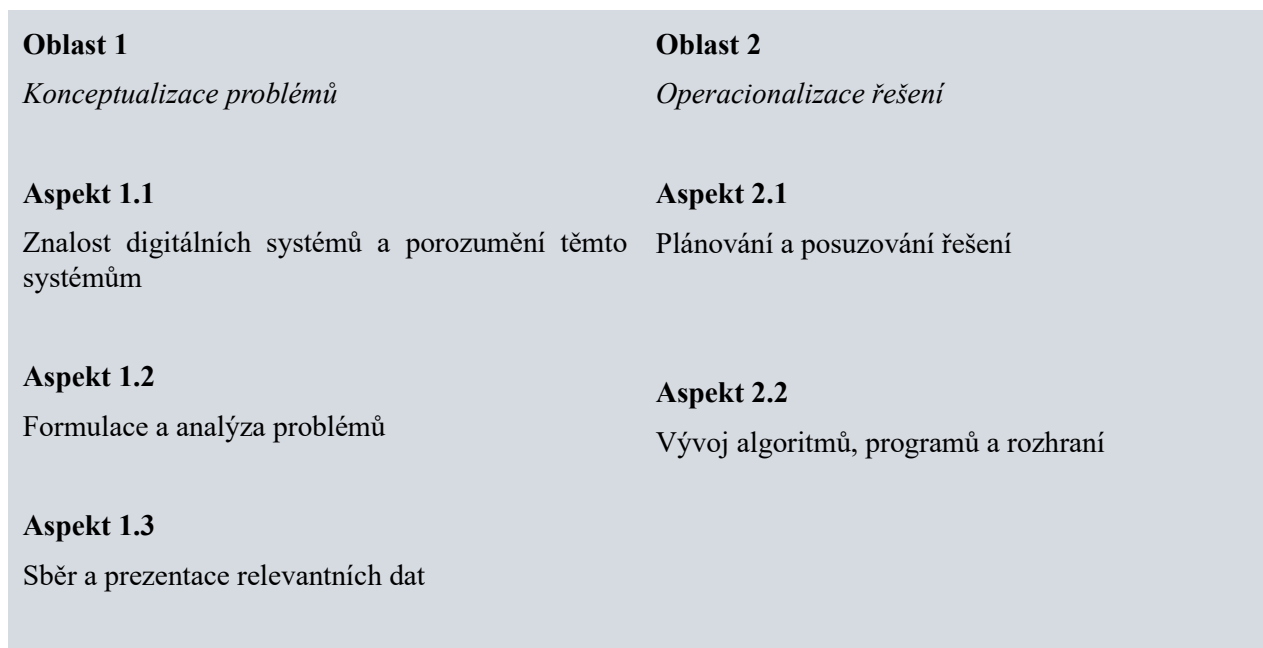 Oblast 1
Konceptualizace problémů
Aspekt 1.1
Znalost digitálních systémů a porozumění těmto
systémům
Aspekt 1.2
Formulace a analýza problémů
Aspekt 1.3
Sběr a prezentace relevantních dat
Oblast 2
Operacionalizace řešení
Aspekt 2.1
Plánování a posuzování řešení
Aspekt 2.2
Vývoj algoritmů, programů a rozhraní